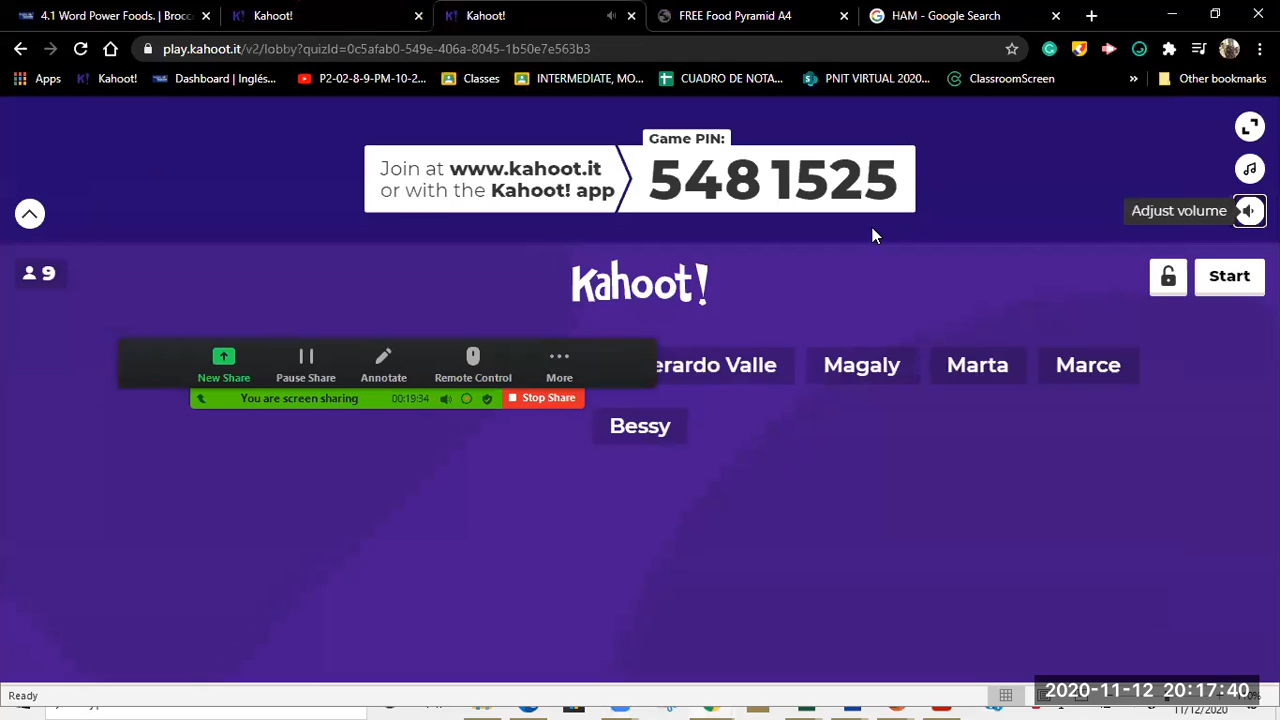 4.1 Word Power Foods. | Brocc
Kahoot!
Kahoot!
FREE Food Pyramid A4
HAM - Google Search
play.kahoot.it/v2/lobby?quizId=0c5afab0-549e-406a-8045-1b50e7e563b3
Apps
Kahoot!
Dashboard | Inglés...
P2-02-8-9-PM-10-2...
Classes
INTERMEDIATE, MO...
CUADRO DE NOTA...
PNIT VIRTUAL 2020...
ClassroomScreen
»
Other bookmarks
Join at www.kahoot.it
or with the Kahoot! app
Game PIN:
548 1525
Adjust volume
9
Kahoot!
Start
New Share
Pause Share
Annotate
Remote Control
More
You are screen sharing
00:19:34
Stop Share
erardo Valle
Magaly
Marta
Marce
Bessy
Ready
2020-11-12 20:17:40
11/12/2020